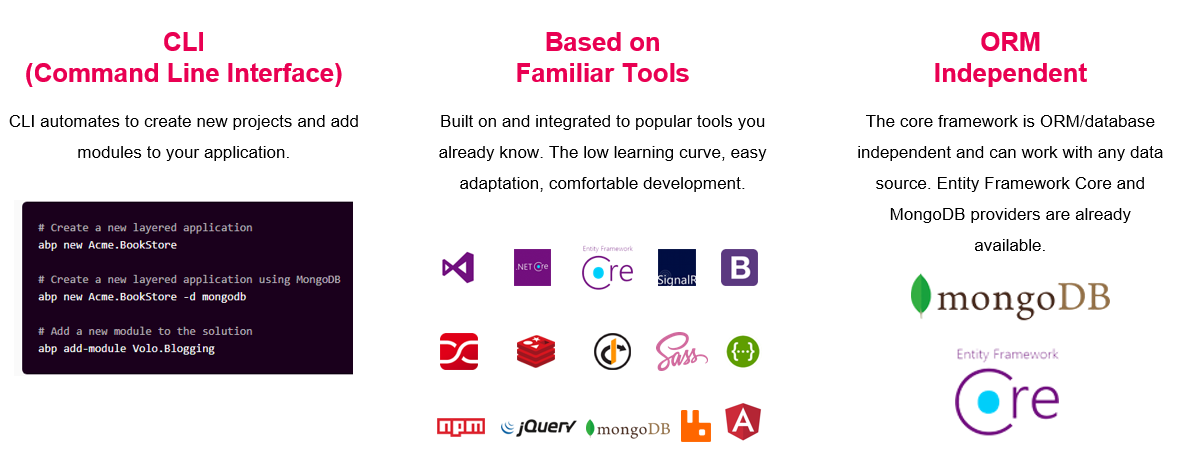 CLI
(Command Line Interface)
CLI automates to create new projects and add
modules to your application.
# Create a new layered application
abp new Acme.BookStore
# Create a new layered application using MongoDB
abp new Acme.BookStore -d mongodb
# Add a new module to the solution
abp add-module Volo.Blogging
Based on
Familiar Tools
Built on and integrated to popular tools you
already know. The low learning curve, easy
adaptation, comfortable development.
.NET Core
Entity Framework
Core
SignalR
B
Sass
{···}
npm
jQuery
mongoDB
A
ORM
Independent
The core framework is ORM/database
independent and can work with any data
source. Entity Framework Core and
MongoDB providers are already
available.
mongoDB
Entity Framework
Core